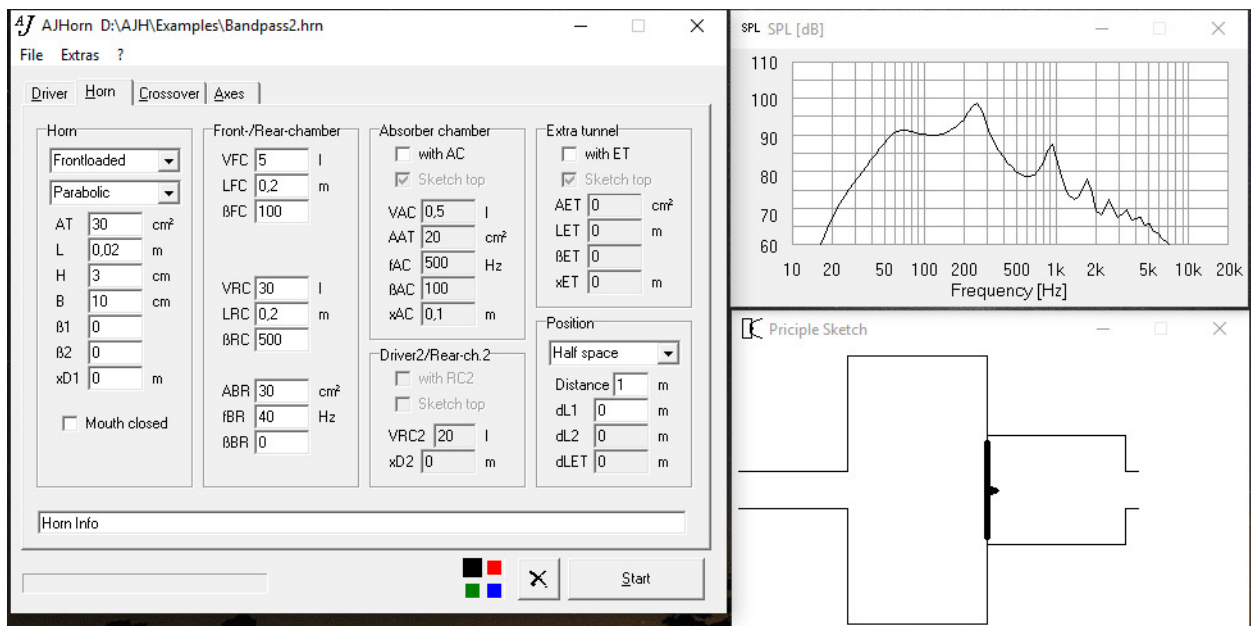 AJ AJHorn D:\AJH\Examples\Bandpass2.hrn
File Extras ?
Driver Horn Crossover Axes
Horn
Frontloaded
Parabolic
AT 30 cm²
L 0,02 m
H 3 cm
B 10 cm
ß1 0
ß2 0
xD1 0 m
Mouth closed
Front-/Rear-chamber
VFC 5 l
LFC 0,2 m
ßFC 100
VRC 30 l
LRC 0,2 m
ßRC 500
ABR 30 cm²
fBR 40 Hz
ßBR 0
Absorber chamber
with AC
Sketch top
VAC 0,5 l
AAT 20 cm²
fAC 500 Hz
ßAC 100
xAC 0,1 m
Driver2/Rear-ch.2
with RC2
Sketch top
VRC2 20 l
xD2 0 m
Extra tunnel
with ET
Sketch top
AET 0 cm²
LET 0 m
ßET 0
xET 0 m
Position
Half space
Distance 1 m
dL1 0 m
dL2 0 m
dLET 0 m
Horn Info
Start
SPL SPL [dB]
110
100
90
80
70
60
10 20 50 100 200 500 1k 2k 5k 10k 20k
Frequency [Hz]
Priciple Sketch